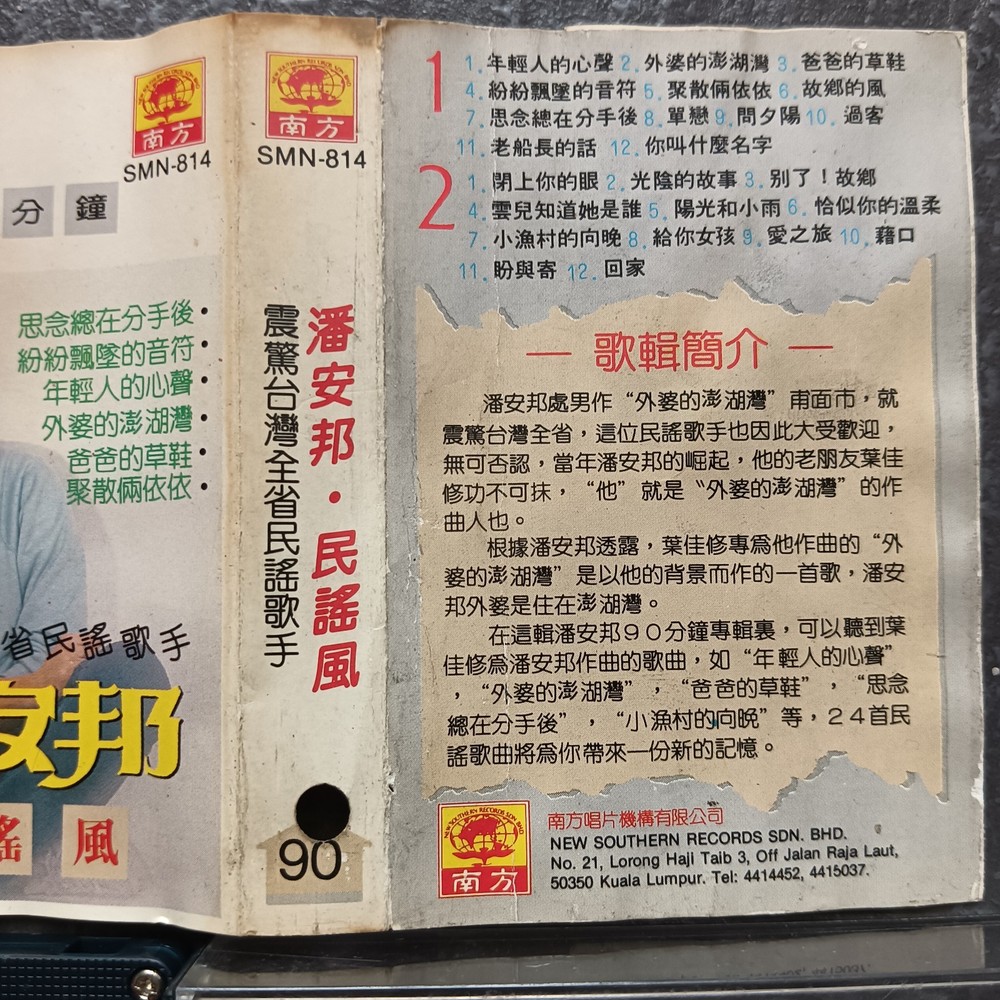 南方
SMN-814
分鐘
思念總在分手後•
紛紛飄墜的音符•
年輕人的心聲•
外婆的澎湖灣•
爸爸的草鞋•
聚散倆依依•
省民謠歌手
安邦
謠風
NEW SOUTHERN RECORDS SDN BHD
南方
SMN-814
潘安邦•民謠風
震驚台灣全省民謠歌手
90
1
1.年輕人的心聲 2.外婆的澎湖灣 3.爸爸的草鞋
4.紛紛飄墜的音符 5.聚散倆依依 6.故鄉的風
7.思念總在分手後 8.單戀 9.問夕陽 10.過客
11.老船長的話 12.你叫什麼名字
2
1.閉上你的眼 2.光陰的故事 3.別了!故鄉
4.雲兒知道她是誰 5.陽光和小雨 6.恰似你的溫柔
7.小漁村的向晚 8.給你女孩 9.愛之旅 10.藉口
11.盼與寄 12.回家
— 歌輯簡介 —
潘安邦處男作“外婆的澎湖灣”甫面市,就
震驚台灣全省,這位民謠歌手也因此大受歡迎,
無可否認,當年潘安邦的崛起,他的老朋友葉佳
修功不可抹,“他”就是“外婆的澎湖灣”的作
曲人也。
根據潘安邦透露,葉佳修專為他作曲的“外
婆的澎湖灣”是以他的背景而作的一首歌,潘安
邦外婆是住在澎湖灣。
在這輯潘安邦90分鐘專輯裏,可以聽到葉
佳修為潘安邦作曲的歌曲,如“年輕人的心聲”
,“外婆的澎湖灣”,“爸爸的草鞋”,“思念
總在分手後”,“小漁村的向晚”等,24首民
謠歌曲將為你帶來一份新的記憶。
NEW SOUTHERN RECORDS SDN BHD
南方
南方唱片機構有限公司
NEW SOUTHERN RECORDS SDN. BHD.
No. 21, Lorong Haji Taib 3, Off Jalan Raja Laut,
50350 Kuala Lumpur. Tel: 4414452, 4415037.